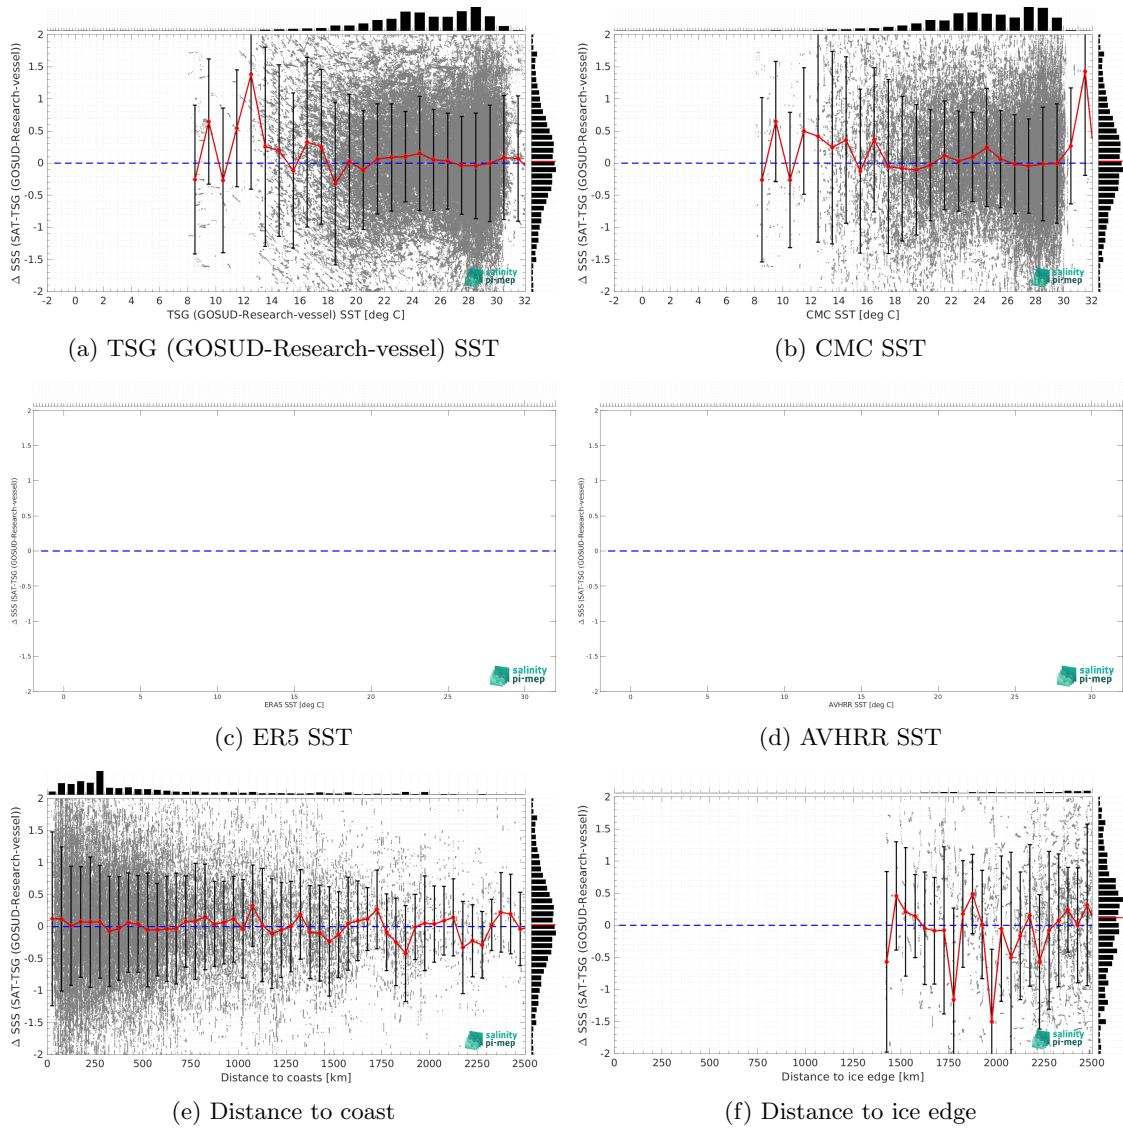 2
1.5
1
0.5
0
-0.5
-1
-1.5
-2
Δ SSS (SAT-TSG (GOSUD-Research-vessel))
salinity
pi-mep
-2 0 2 4 6 8 10 12 14 16 18 20 22 24 26 28 30 32
TSG (GOSUD-Research-vessel) SST [deg C]
(a) TSG (GOSUD-Research-vessel) SST
2
1.5
1
0.5
0
-0.5
-1
-1.5
-2
Δ SSS (SAT-TSG (GOSUD-Research-vessel))
salinity
pi-mep
-2 0 2 4 6 8 10 12 14 16 18 20 22 24 26 28 30 32
CMC SST [deg C]
(b) CMC SST
2
1.5
1
0.5
0
-0.5
-1
-1.5
-2
Δ SSS (SAT-TSG (GOSUD-Research-vessel))
salinity
pi-mep
0 5 10 15 20 25 30
ERA5 SST [deg C]
(c) ER5 SST
2
1.5
1
0.5
0
-0.5
-1
-1.5
-2
Δ SSS (SAT-TSG (GOSUD-Research-vessel))
salinity
pi-mep
0 5 10 15 20 25 30
AVHRR SST [deg C]
(d) AVHRR SST
2
1.5
1
0.5
0
-0.5
-1
-1.5
-2
Δ SSS (SAT-TSG (GOSUD-Research-vessel))
salinity
pi-mep
0 250 500 750 1000 1250 1500 1750 2000 2250 2500
Distance to coasts [km]
(e) Distance to coast
2
1.5
1
0.5
0
-0.5
-1
-1.5
-2
Δ SSS (SAT-TSG (GOSUD-Research-vessel))
salinity
pi-mep
0 250 500 750 1000 1250 1500 1750 2000 2250 2500
Distance to ice edge [km]
(f) Distance to ice edge